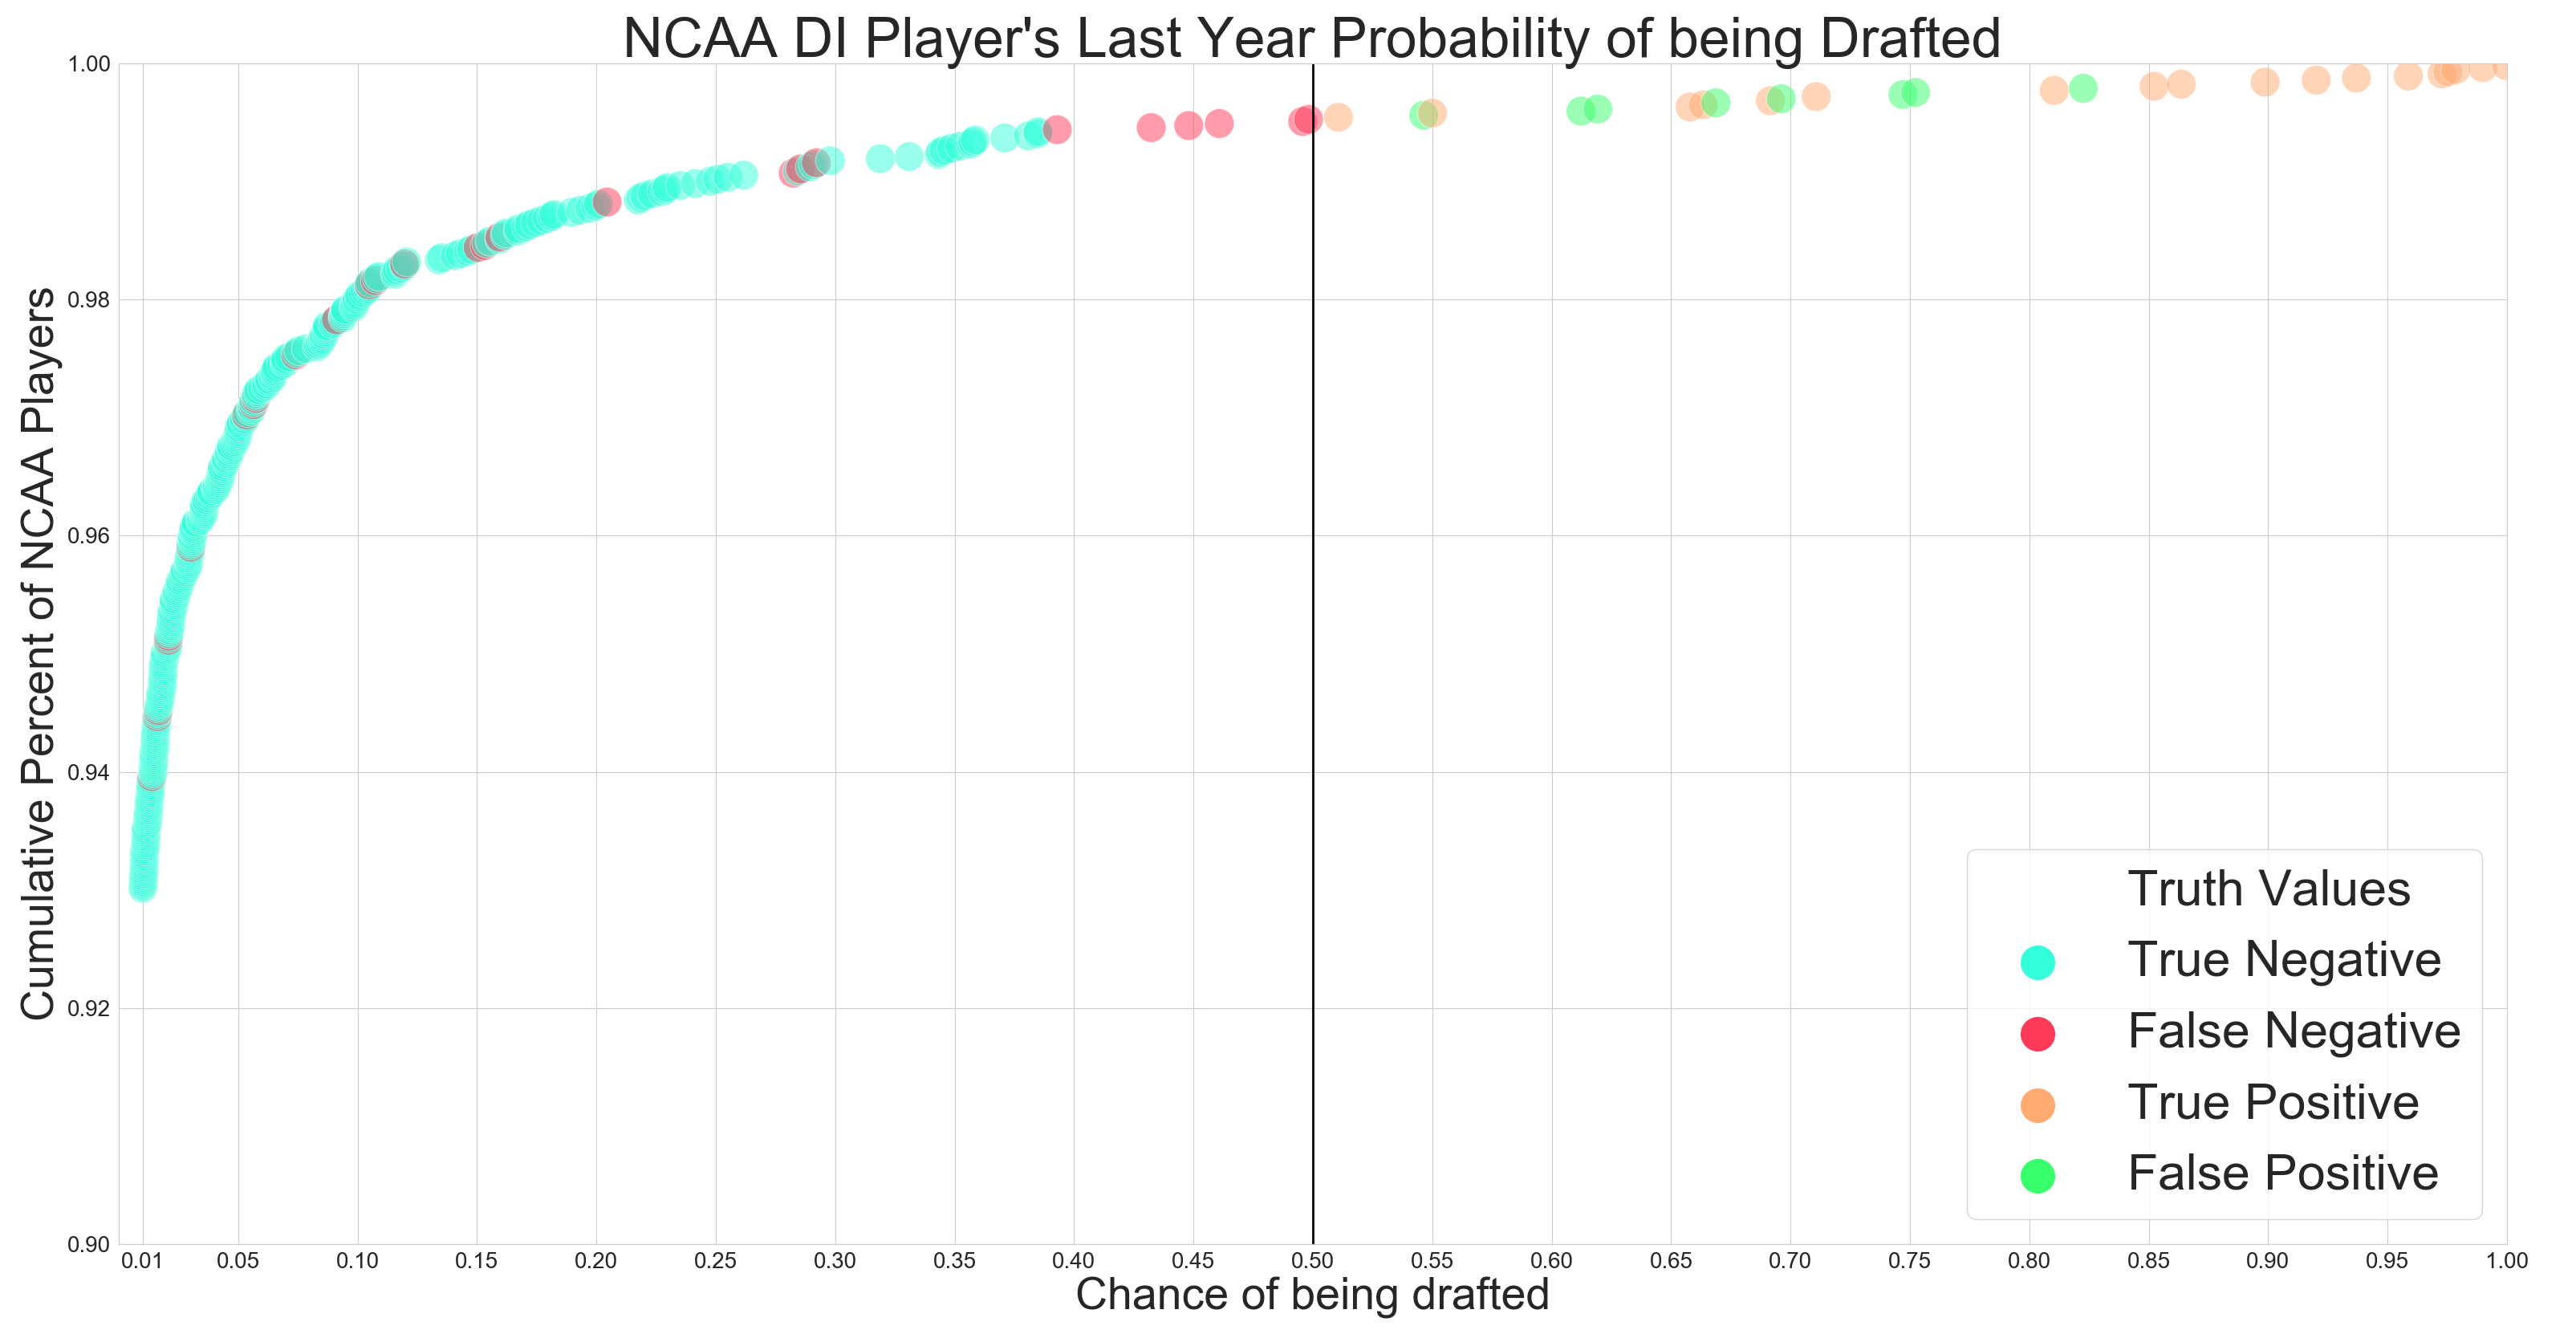 NCAA DI Player's Last Year Probability of being Drafted
Cumulative Percent of NCAA Players
1.00
0.98
0.96
0.94
0.92
0.90
0.01 0.05 0.10 0.15 0.20 0.25 0.30 0.35 0.40 0.45 0.50 0.55 0.60 0.65 0.70 0.75 0.80 0.85 0.90 0.95 1.00
Chance of being drafted
Truth Values
True Negative
False Negative
True Positive
False Positive